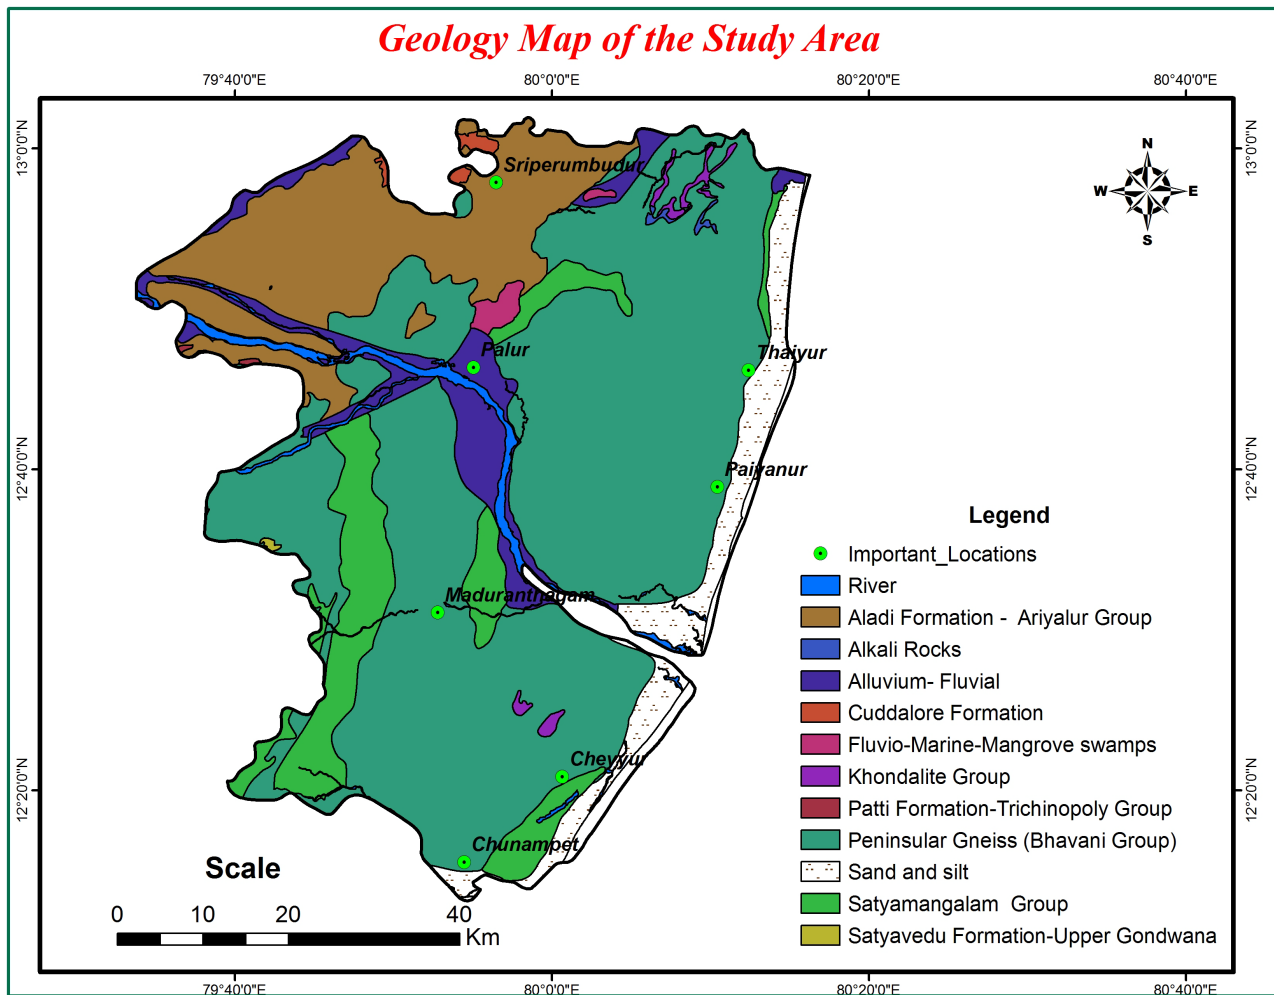 Geology Map of the Study Area
79°40'0"E 80°0'0"E 80°20'0"E 80°40'0"E
13°0'0"N 13°0'0"N
N
W E
S
Sriperumbudur
Palur
Thaiyur
12°40'0"N 12°40'0"N
Paiyanur
Maduranthagam
Cheyyur
12°20'0"N 12°20'0"N
Chunampet
Legend
Important_Locations
River
Aladi Formation - Ariyalur Group
Alkali Rocks
Alluvium- Fluvial
Cuddalore Formation
Fluvio-Marine-Mangrove swamps
Khondalite Group
Patti Formation-Trichinopoly Group
Peninsular Gneiss (Bhavani Group)
Sand and silt
Satyamangalam Group
Satyavedu Formation-Upper Gondwana
Scale
0 10 20 40
Km
79°40'0"E 80°0'0"E 80°20'0"E 80°40'0"E